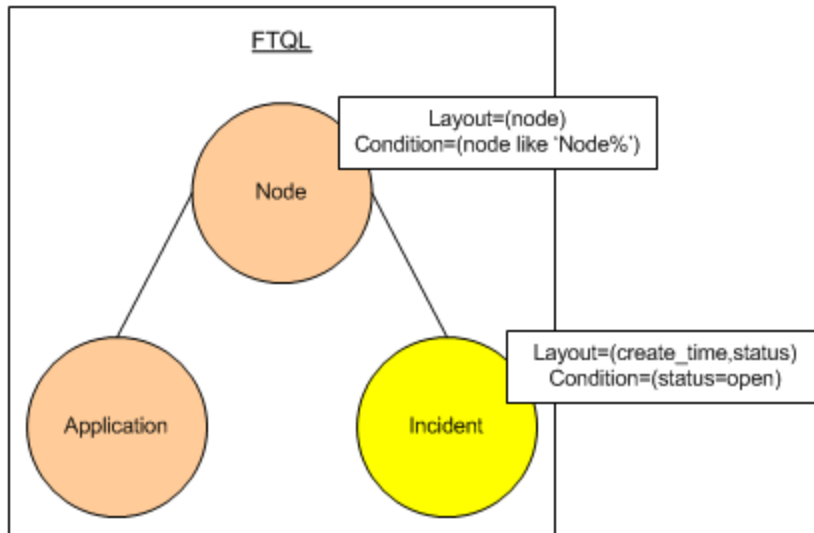 FTQL
Layout=(node)
Condition=(node like ‘Node%’)
Node
Layout=(create_time,status)
Condition=(status=open)
Application
Incident